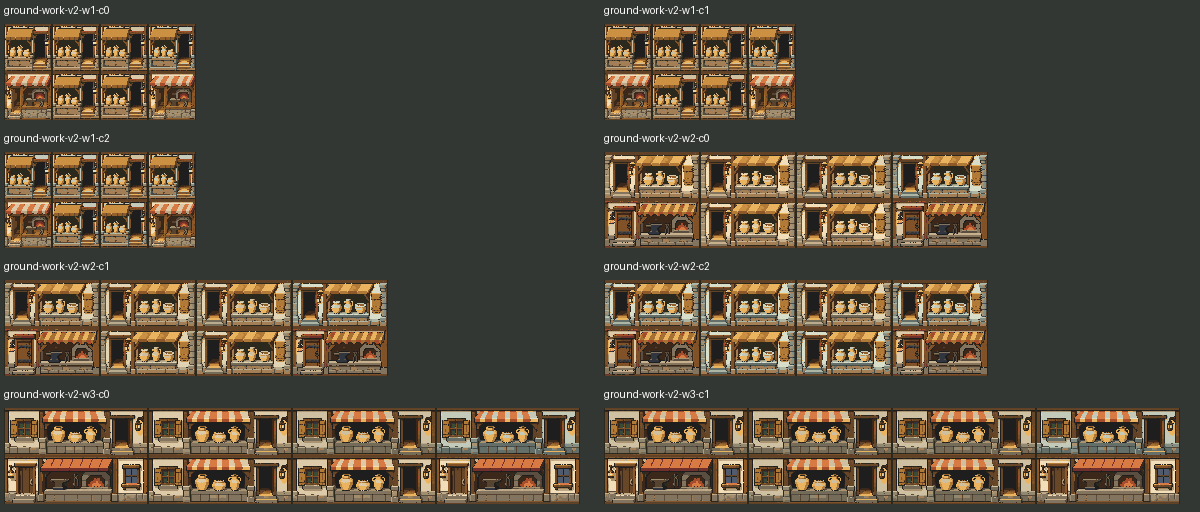 ground-work-v2-w1-c0
ground-work-v2-w1-c1
ground-work-v2-w1-c2
ground-work-v2-w2-c0
ground-work-v2-w2-c1
ground-work-v2-w2-c2
ground-work-v2-w3-c0
ground-work-v2-w3-c1